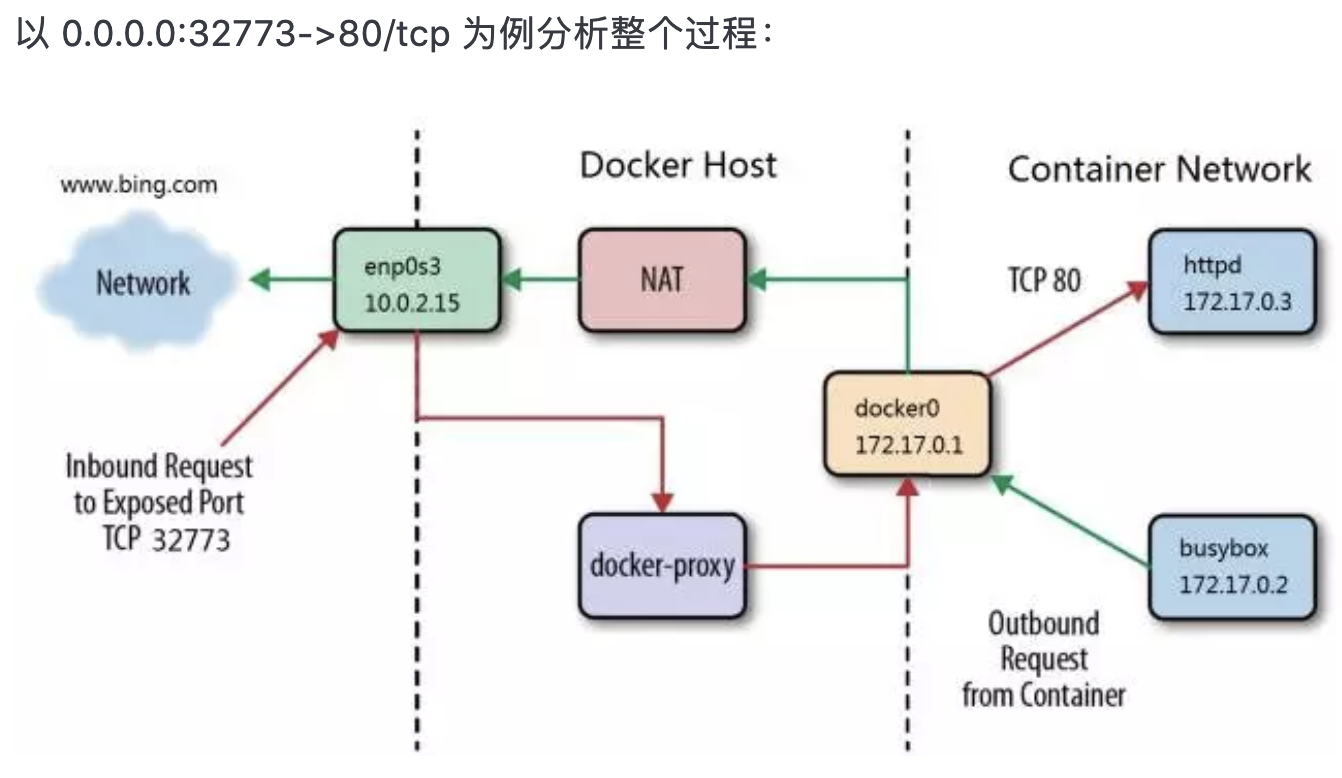 以 0.0.0.0:32773->80/tcp 为例分析整个过程：
Docker Host
Container Network
www.bing.com
Network
enp0s3
10.0.2.15
NAT
TCP 80
httpd
172.17.0.3
docker0
172.17.0.1
Inbound Request
to Exposed Port
TCP 32773
docker-proxy
busybox
172.17.0.2
Outbound
Request
from Container